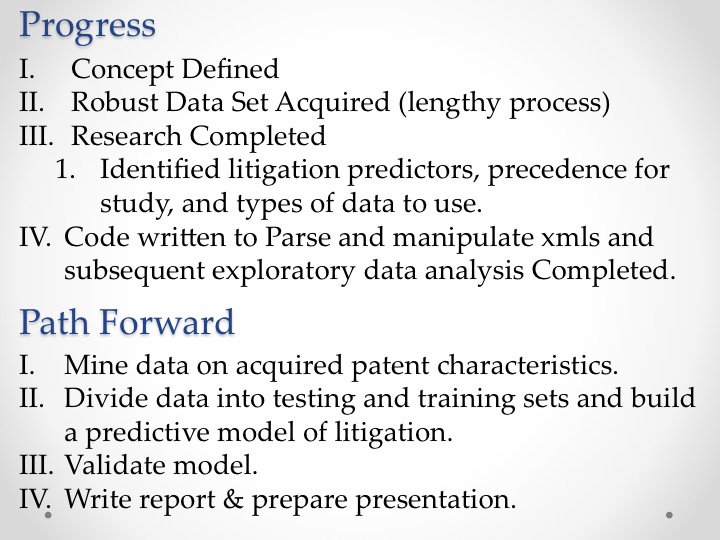 Progress
I. Concept Defined
II. Robust Data Set Acquired (lengthy process)
III. Research Completed
1. Identified litigation predictors, precedence for
study, and types of data to use.
IV. Code written to Parse and manipulate xmls and
subsequent exploratory data analysis Completed.
Path Forward
I. Mine data on acquired patent characteristics.
II. Divide data into testing and training sets and build
a predictive model of litigation.
III. Validate model.
IV. Write report & prepare presentation.